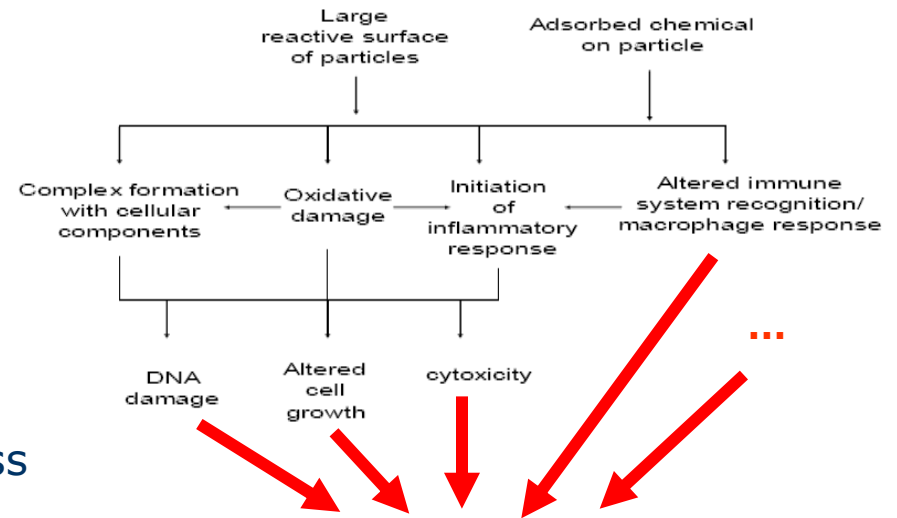 Large
reactive surface
of particles
Adsorbed chemical
on particle
Complex formation
with cellular
components
Oxidative
damage
Initiation
of
inflammatory
response
Altered immune
system recognition/
macrophage response
...
DNA
damage
Altered
cell
growth
cytoxicity
ss